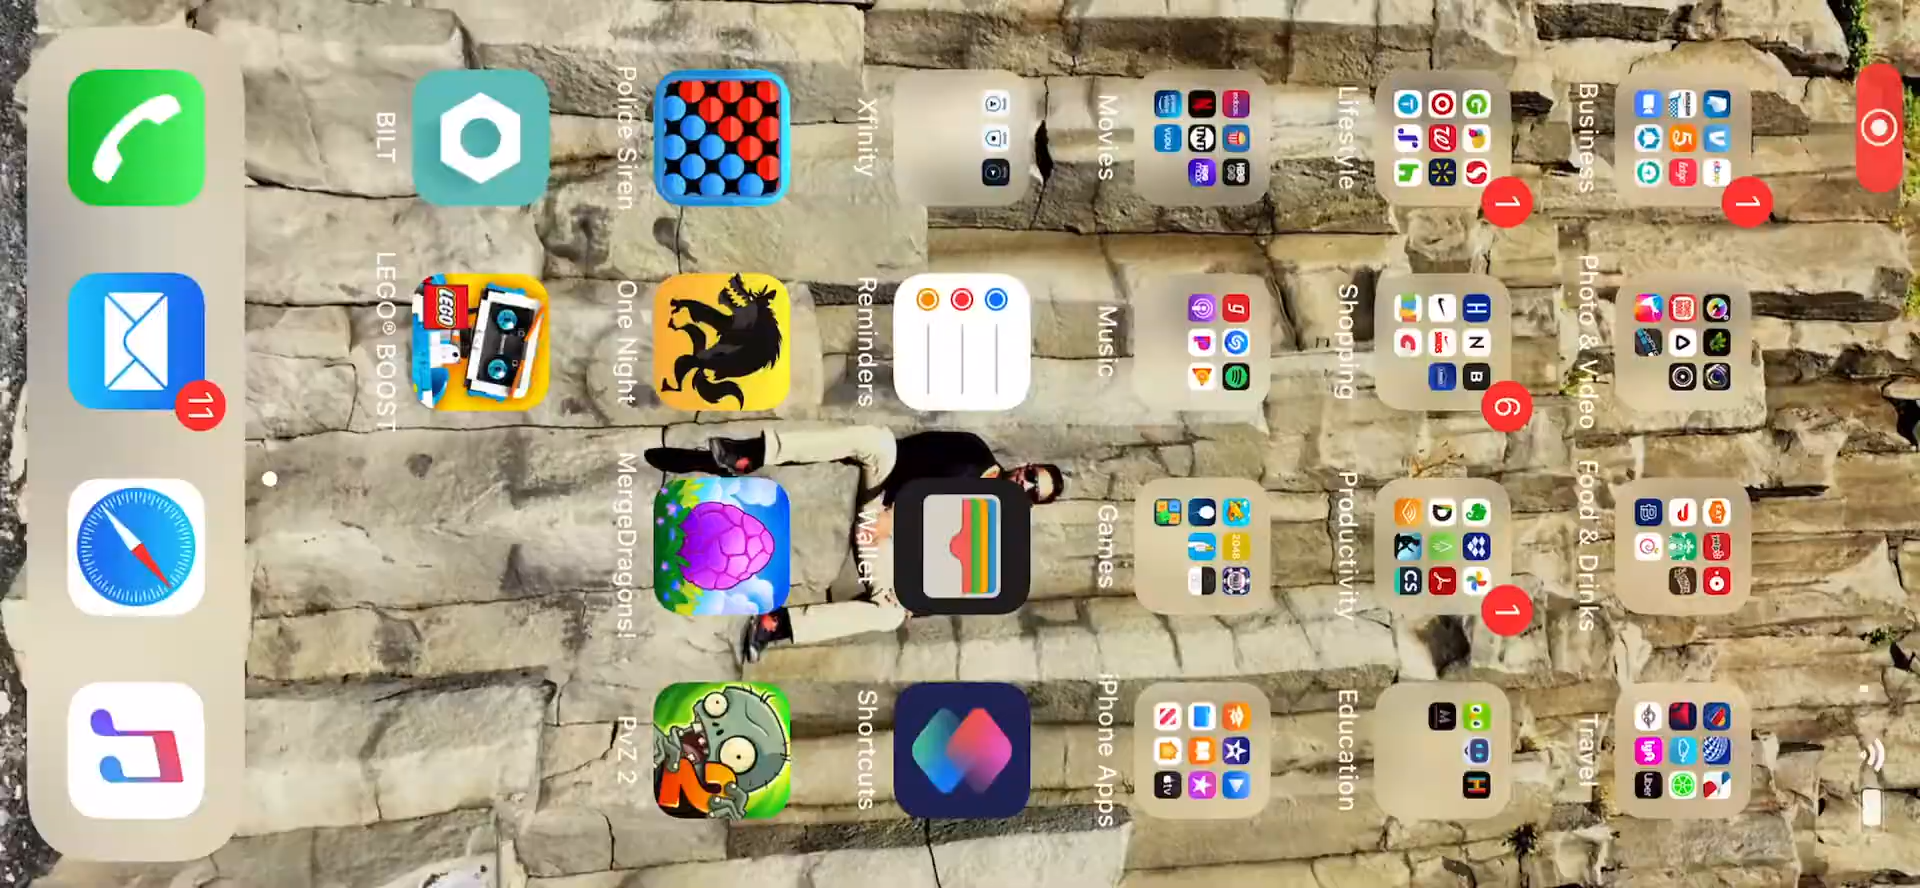 1
Business
Photo & Video
Food & Drinks
Travel
1
6
1
Lifestyle
Shopping
Productivity
Education
Movies
Music
Games
iPhone Apps
Xfinity
Reminders
Wallet
Shortcuts
Police Siren
One Night
MergeDragons!
PvZ 2
LEGO
BILT
LEGO® BOOST
11